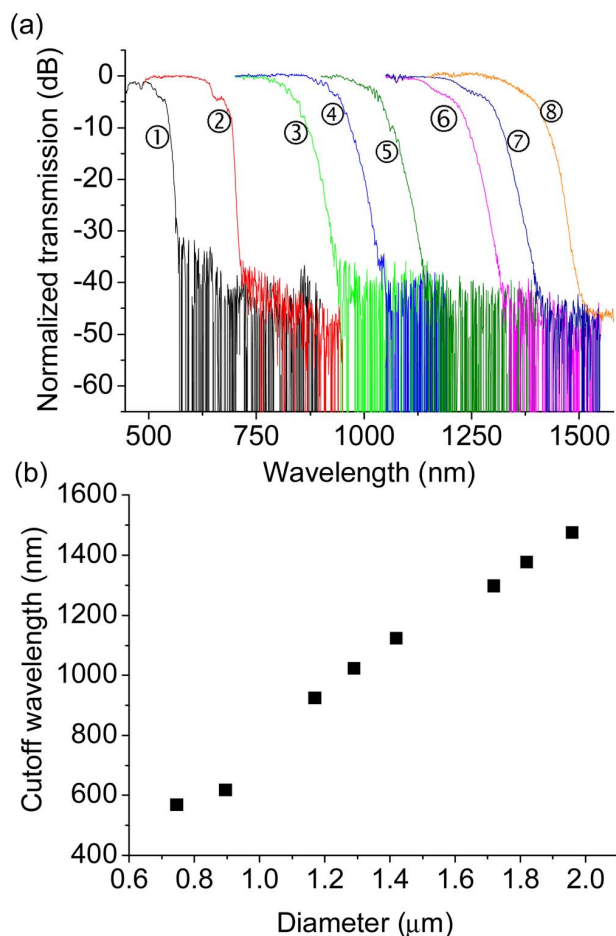 (a)
Normalized transmission (dB)
0
-10
-20
-30
-40
-50
-60
① ② ③ ④ ⑤ ⑥ ⑦ ⑧
500 750 1000 1250 1500
Wavelength (nm)
(b)
Cutoff wavelength (nm)
1600
1400
1200
1000
800
600
400
0.6 0.8 1.0 1.2 1.4 1.6 1.8 2.0
Diameter (μm)